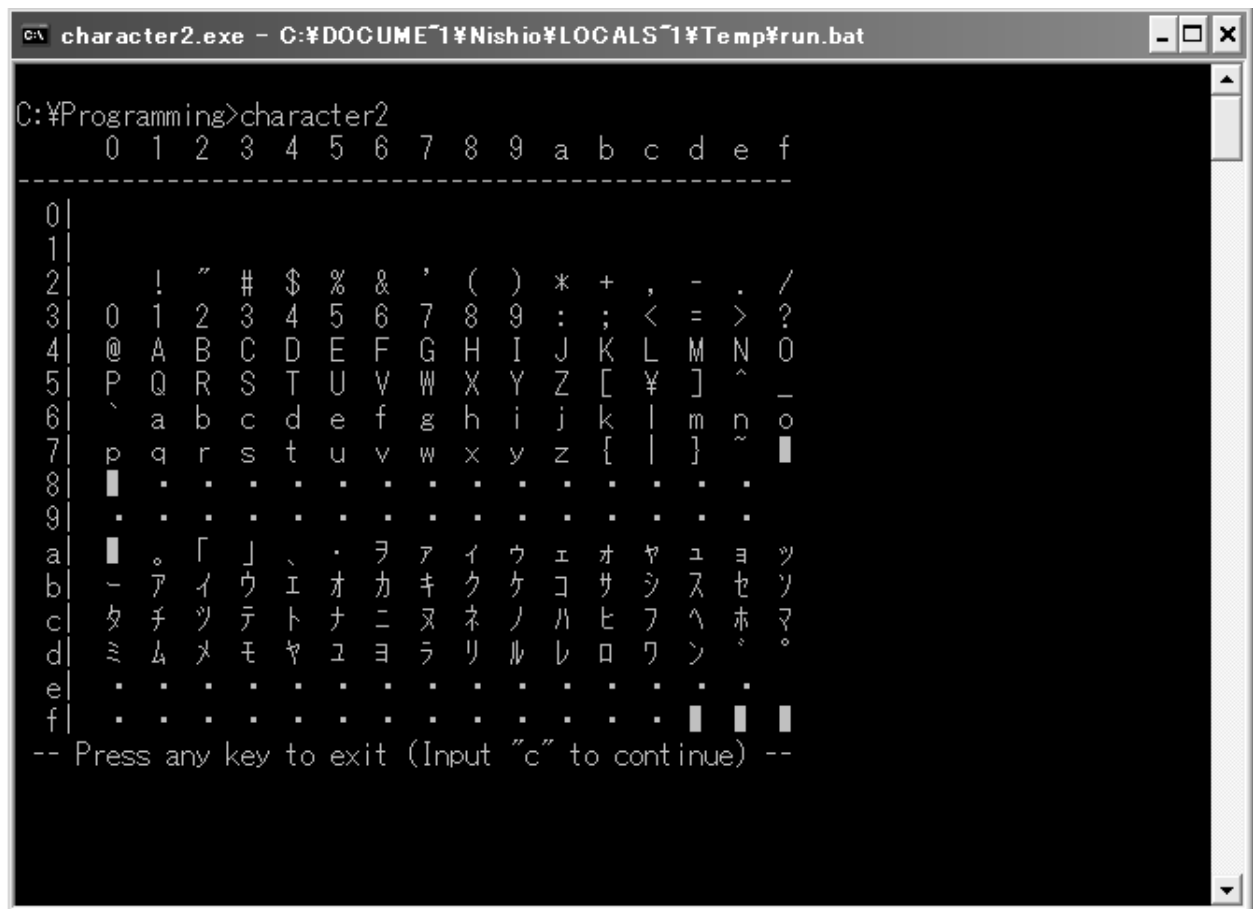 character2.exe - C:¥DOCUME~1¥Nishio¥LOCALS~1¥Temp¥run.bat
C:¥Programming>character2
0 1 2 3 4 5 6 7 8 9 a b c d e f
------------------------------------------------------
0|
1|
2| ! " # $ % & ' ( ) * + , - . /
3| 0 1 2 3 4 5 6 7 8 9 : ; < = > ?
4| @ A B C D E F G H I J K L M N O
5| P Q R S T U V W X Y Z [ ¥ ] ^ _
6| ` a b c d e f g h i j k l m n o
7| p q r s t u v w x y z { | } ~ ▮
8| ▮ ・ ・ ・ ・ ・ ・ ・ ・ ・ ・ ・ ・ ・ ・
9| ・ ・ ・ ・ ・ ・ ・ ・ ・ ・ ・ ・ ・ ・ ・
a| ▮ 。 「 」 、 ・ ヲ ァ ィ ゥ ェ ォ ャ ュ ョ ッ
b| ー ア イ ウ エ オ カ キ ク ケ コ サ シ ス セ ソ
c| タ チ ツ テ ト ナ ニ ヌ ネ ノ ハ ヒ フ ヘ ホ マ
d| ミ ム メ モ ヤ ユ ヨ ラ リ ル レ ロ ワ ン ゙ ゚
e| ・ ・ ・ ・ ・ ・ ・ ・ ・ ・ ・ ・ ・ ・ ・
f| ・ ・ ・ ・ ・ ・ ・ ・ ・ ・ ・ ・ ・ ▮ ▮ ▮
-- Press any key to exit (Input "c" to continue) --